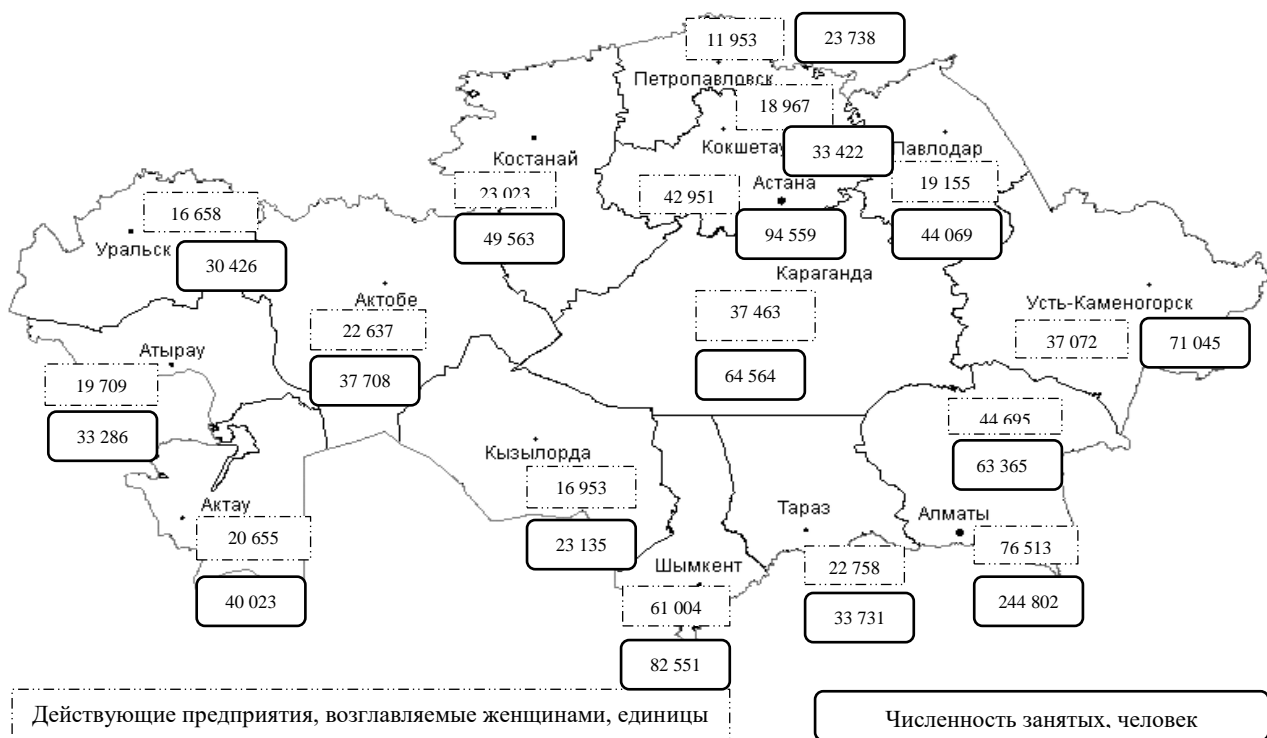 11 953
23 738
Петропавловск
18 967
Кокшетау
33 422
Павлодар
19 155
44 069
Костанай
23 023
49 563
42 951
Астана
94 559
16 658
Уральск
30 426
Караганда
37 463
64 564
Актобе
22 637
37 708
Усть-Каменогорск
37 072
71 045
Атырау
19 709
33 286
44 695
63 365
Кызылорда
16 953
23 135
Актау
20 655
40 023
Тараз
22 758
33 731
Алматы
76 513
244 802
Шымкент
61 004
82 551
Действующие предприятия, возглавляемые женщинами, единицы
Численность занятых, человек